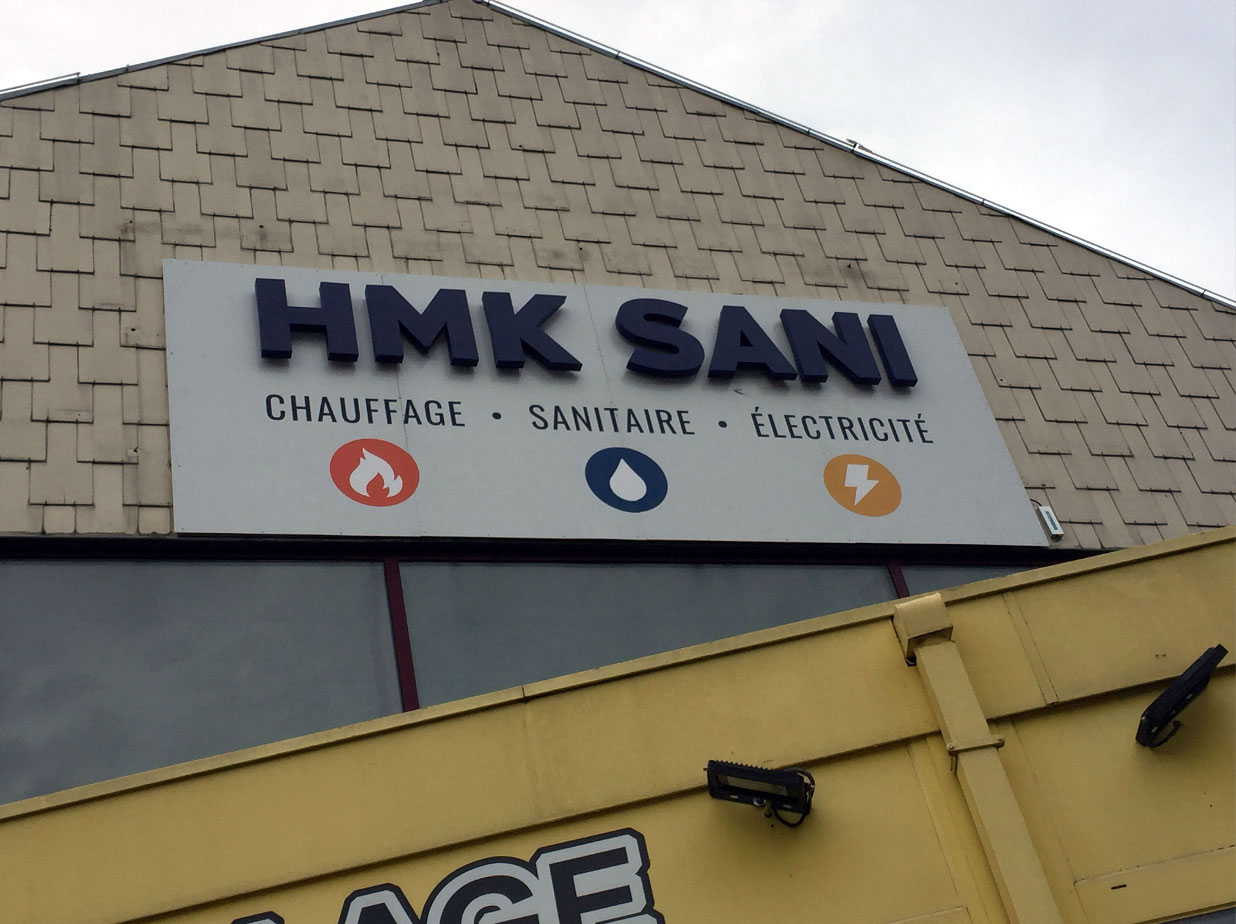 HMK SANI
CHAUFFAGE • SANITAIRE • ÉLECTRICITÉ